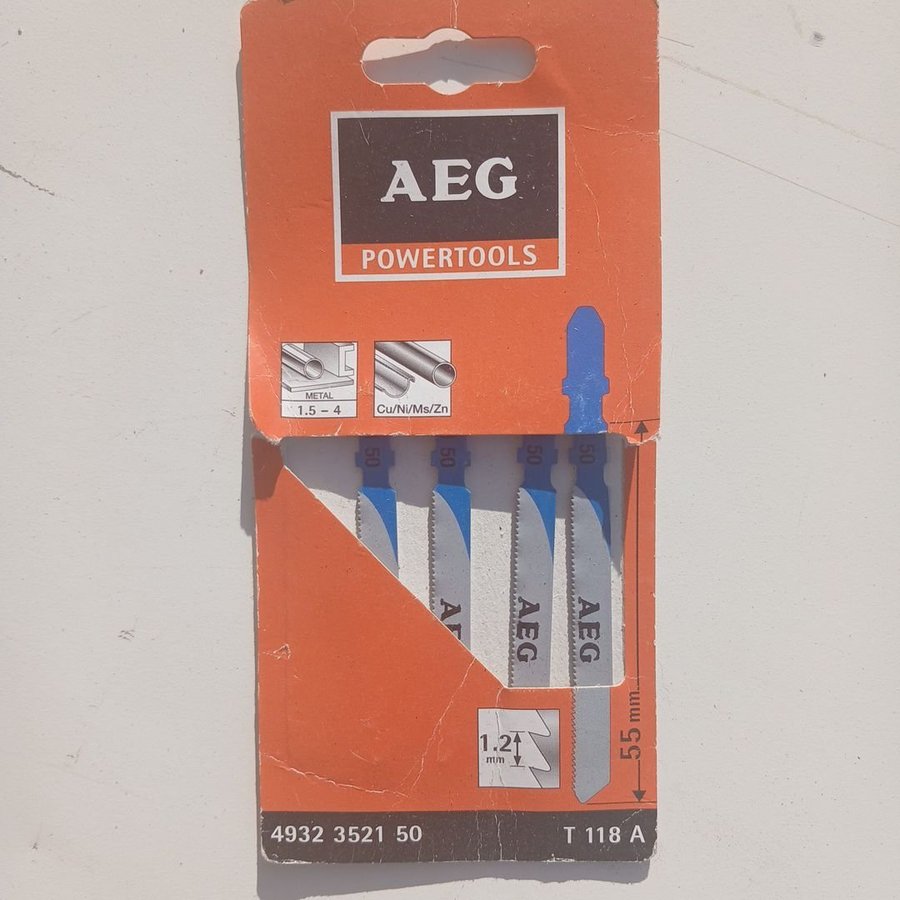 AEG
POWERTOOLS
METAL
1.5 – 4
Cu/Ni/Ms/Zn
50
50
50
50
AE
AEG
AEG
1.2
mm
55 mm
4932 3521 50
T 118 A